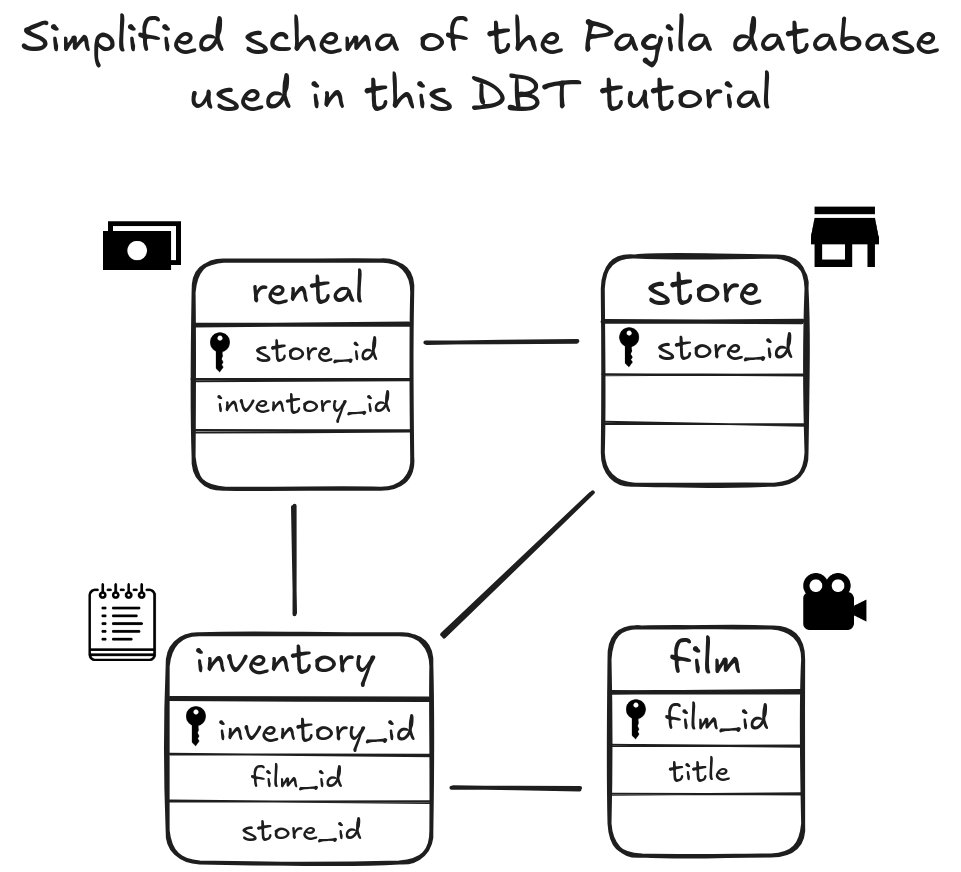 Simplified schema of the Pagila database
used in this DBT tutorial
rental
store_id
inventory_id
store
store_id
inventory
inventory_id
film_id
store_id
film
film_id
title